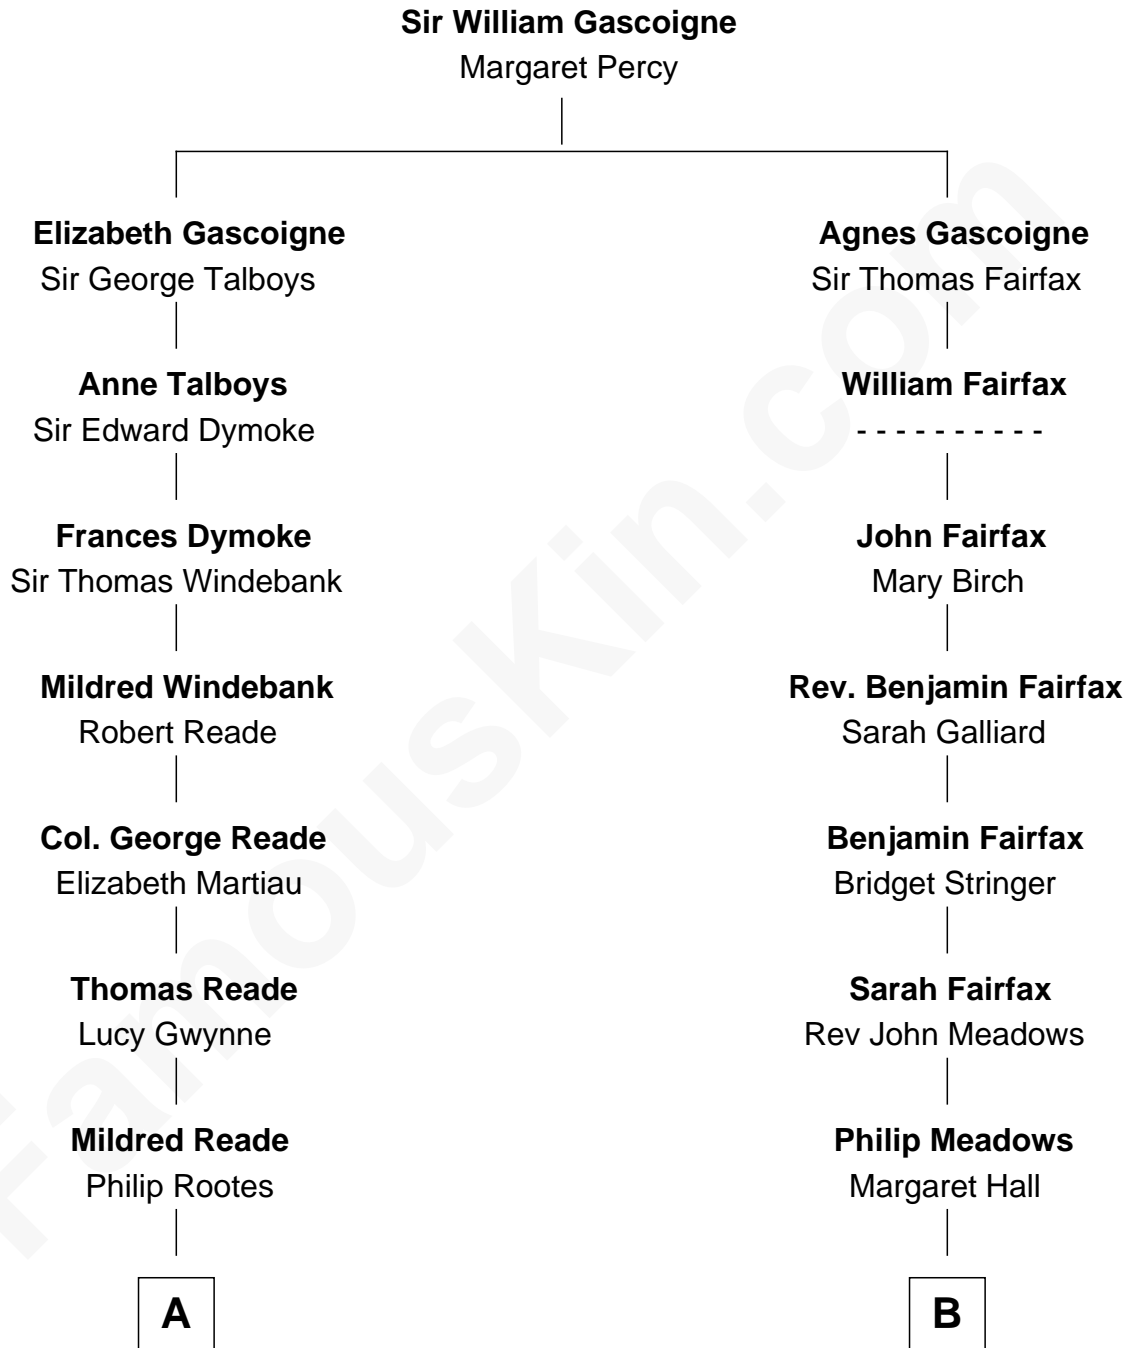 Sir William Gascoigne
Margaret Percy
Elizabeth Gascoigne
Sir George Talboys
Anne Talboys
Sir Edward Dymoke
Frances Dymoke
Sir Thomas Windebank
Mildred Windebank
Robert Reade
Col. George Reade
Elizabeth Martiau
Thomas Reade
Lucy Gwynne
Mildred Reade
Philip Rootes
A
Agnes Gascoigne
Sir Thomas Fairfax
William Fairfax
- - - - - - - - - -
John Fairfax
Mary Birch
Rev. Benjamin Fairfax
Sarah Galliard
Benjamin Fairfax
Bridget Stringer
Sarah Fairfax
Rev John Meadows
Philip Meadows
Margaret Hall
B
FamousKin.com